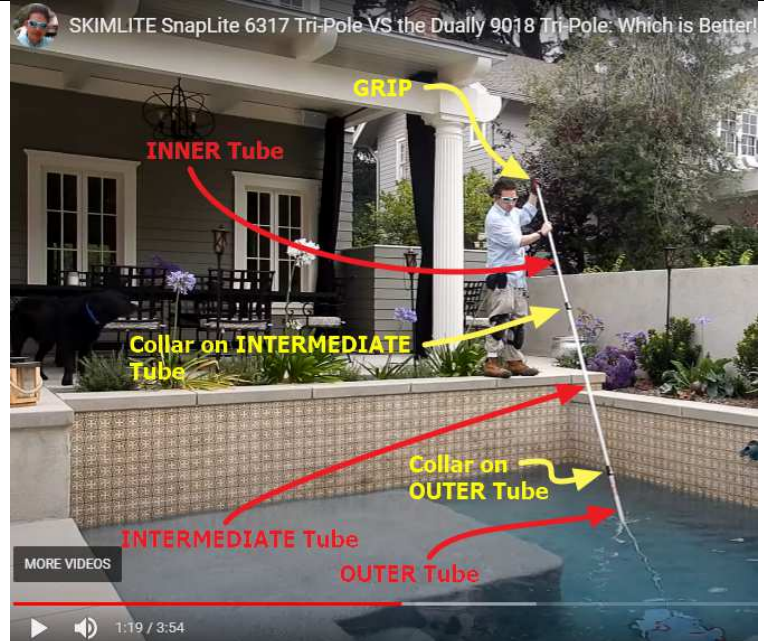 SKIMLITE SnapLite 6317 Tri-Pole VS the Dually 9018 Tri-Pole: Which is Better!
GRIP
INNER Tube
Collar on INTERMEDIATE
Tube
Collar on
OUTER Tube
INTERMEDIATE Tube
OUTER Tube
MORE VIDEOS
1:19 / 3:54